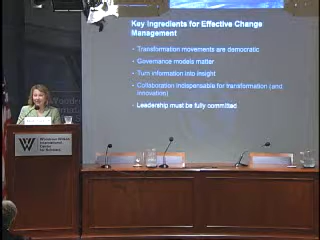 Key Ingredients for Effective Change
Management
- Transformation movements are democratic
- Governance models matter
- Turn information into insight
- Collaboration indispensable for transformation (and
innovation)
- Leadership must be fully committed
Woodrow Wilson
International
Center
for Scholars